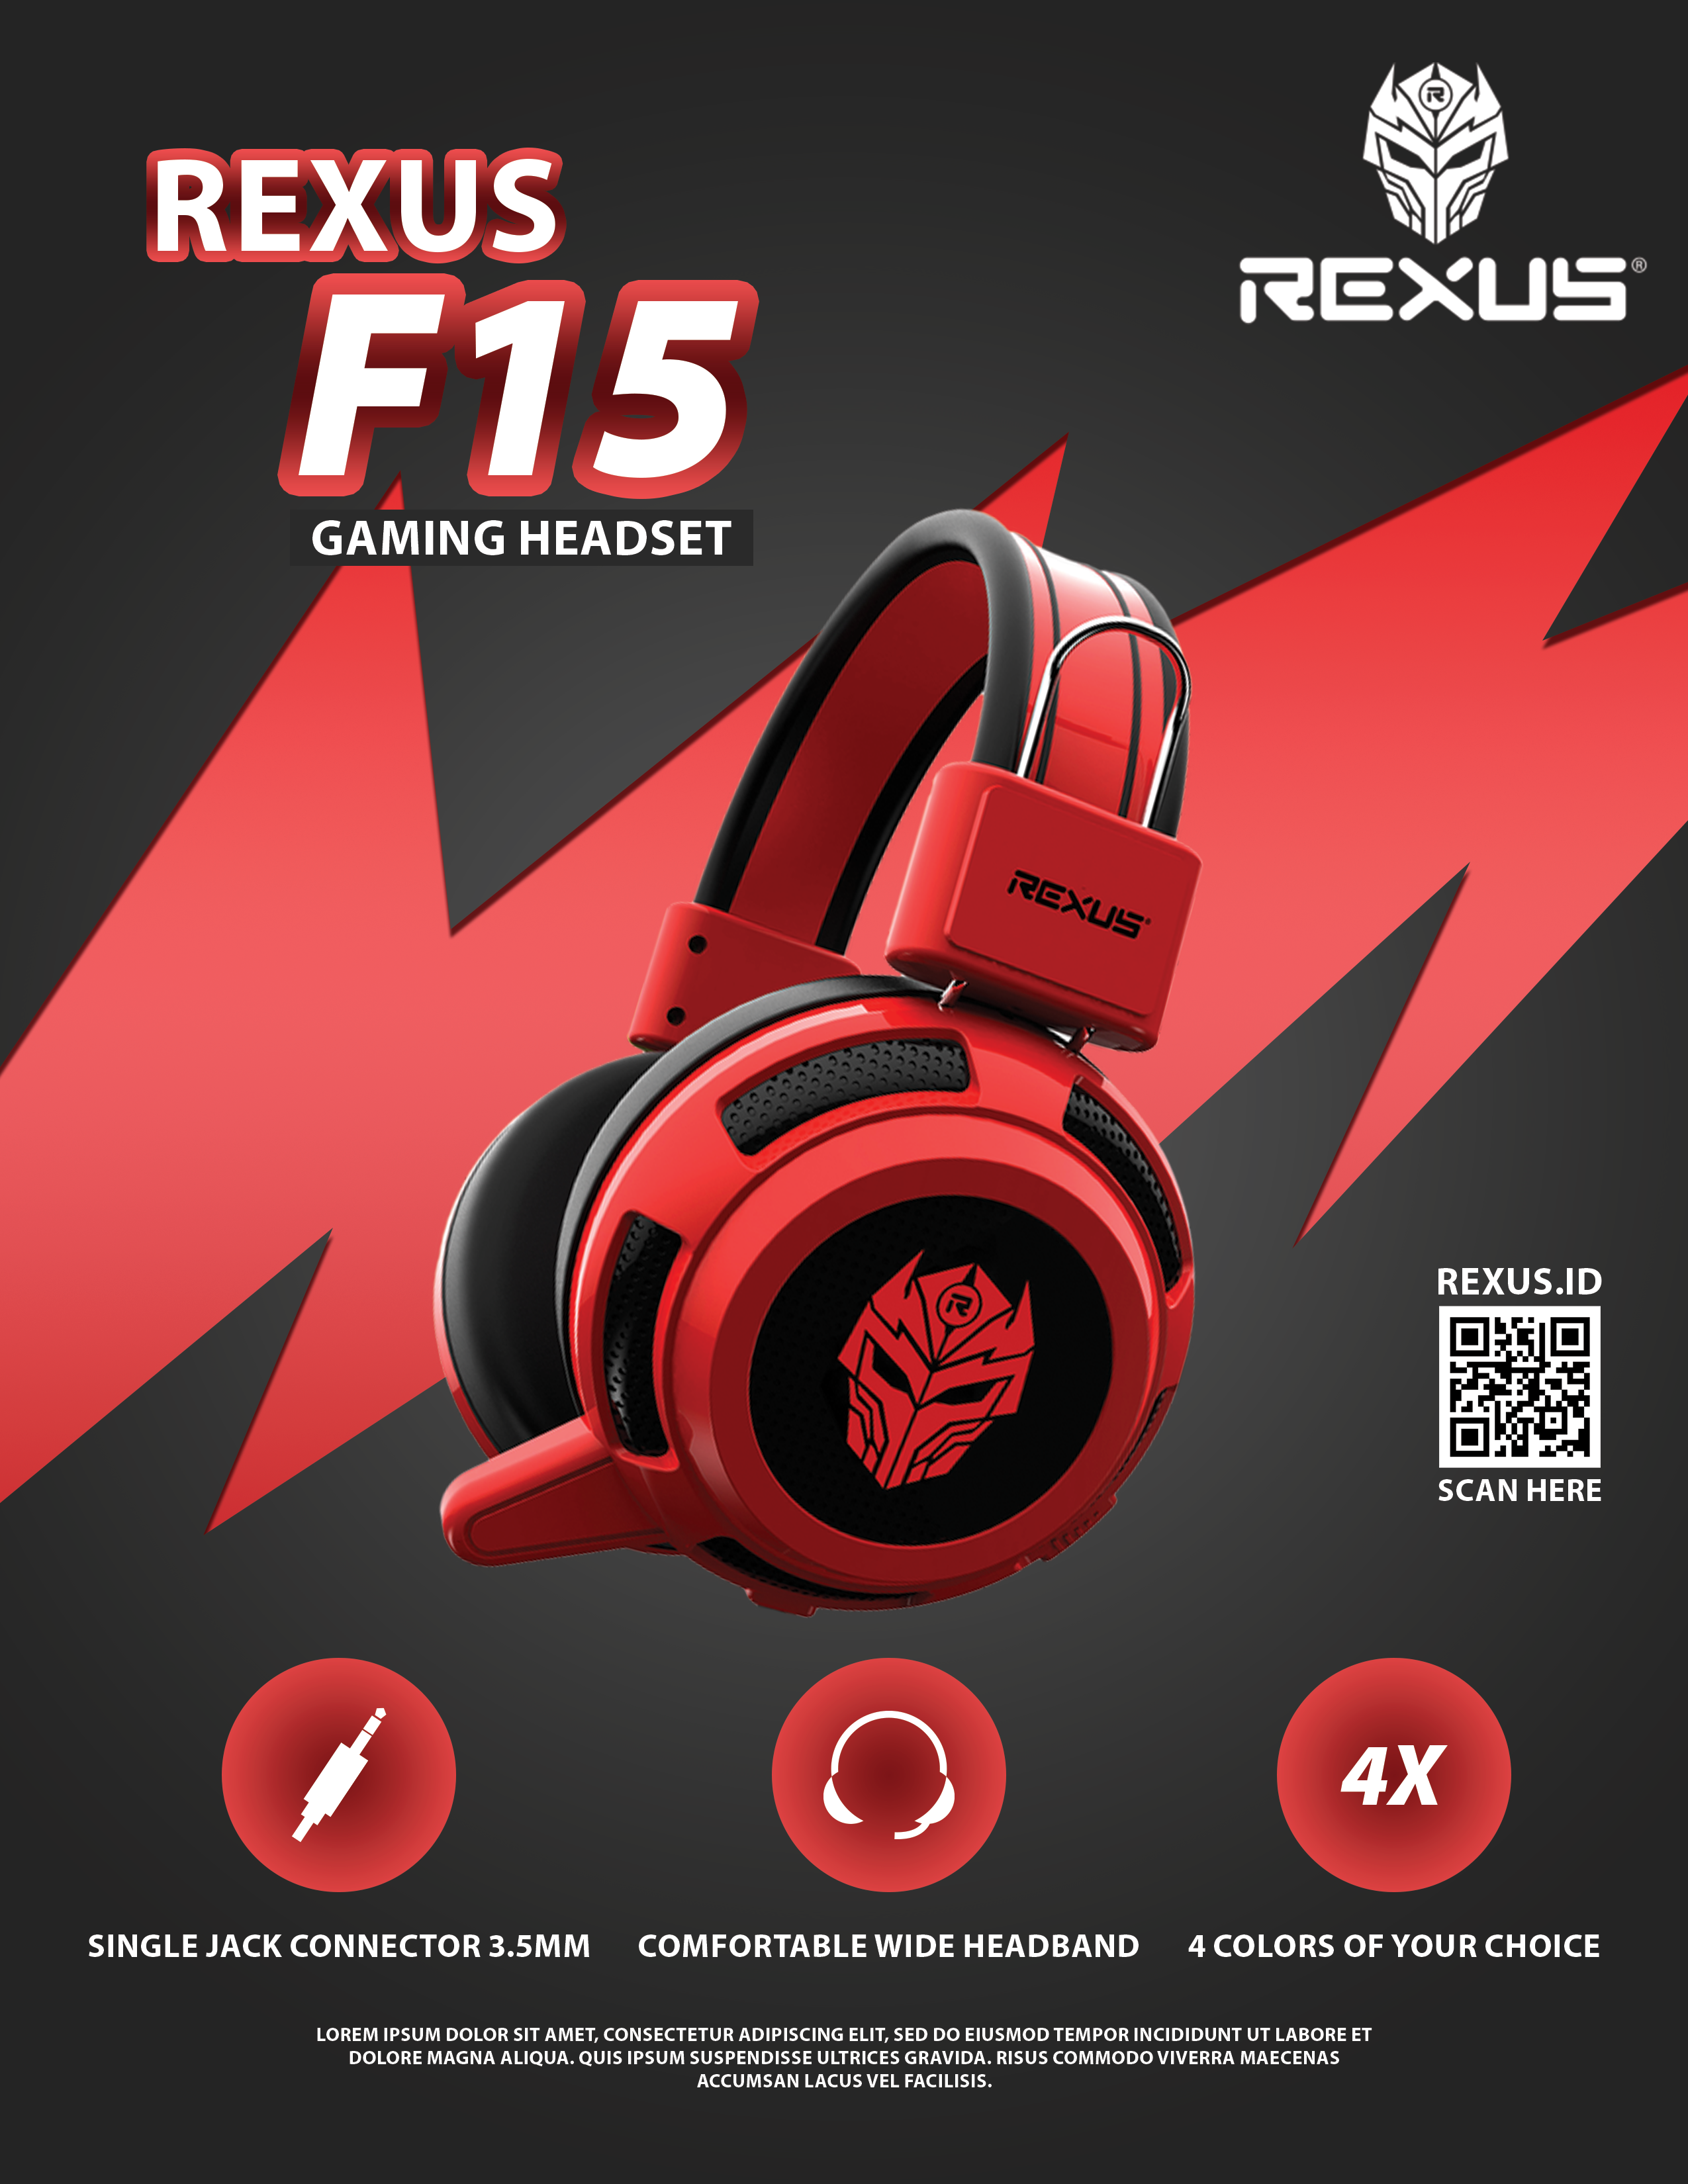 REXUS
F15
GAMING HEADSET
R
REXUS®
REXUS®
R
REXUS.ID
SCAN HERE
4X
SINGLE JACK CONNECTOR 3.5MM
COMFORTABLE WIDE HEADBAND
4 COLORS OF YOUR CHOICE
LOREM IPSUM DOLOR SIT AMET, CONSECTETUR ADIPISCING ELIT, SED DO EIUSMOD TEMPOR INCIDIDUNT UT LABORE ET
DOLORE MAGNA ALIQUA. QUIS IPSUM SUSPENDISSE ULTRICES GRAVIDA. RISUS COMMODO VIVERRA MAECENAS
ACCUMSAN LACUS VEL FACILISIS.